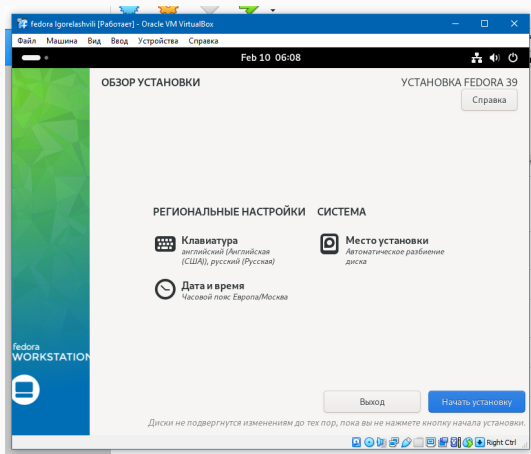 fedora Igorelashvili [Работает] - Oracle VM VirtualBox
Файл Машина Вид Ввод Устройства Справка
Feb 10 06:08
ОБЗОР УСТАНОВКИ
УСТАНОВКА FEDORA 39
Справка
РЕГИОНАЛЬНЫЕ НАСТРОЙКИ
Клавиатура
английский (Английская
(США)), русский (Русская)
Дата и время
Часовой пояс Европа/Москва
СИСТЕМА
Место установки
Автоматическое разбиение
диска
fedora
WORKSTATION
Выход
Начать установку
Диски не подвергнутся изменениям до тех пор, пока вы не нажмете кнопку начала установки.
Right Ctrl